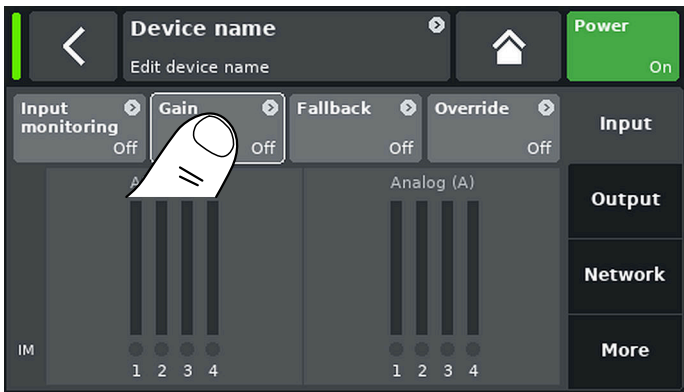 Device name
Edit device name
Power
On
Input monitoring
Off
Gain
Off
Fallback
Off
Override
Off
Input
Output
Network
More
A
Analog (A)
IM
1 2 3 4
1 2 3 4